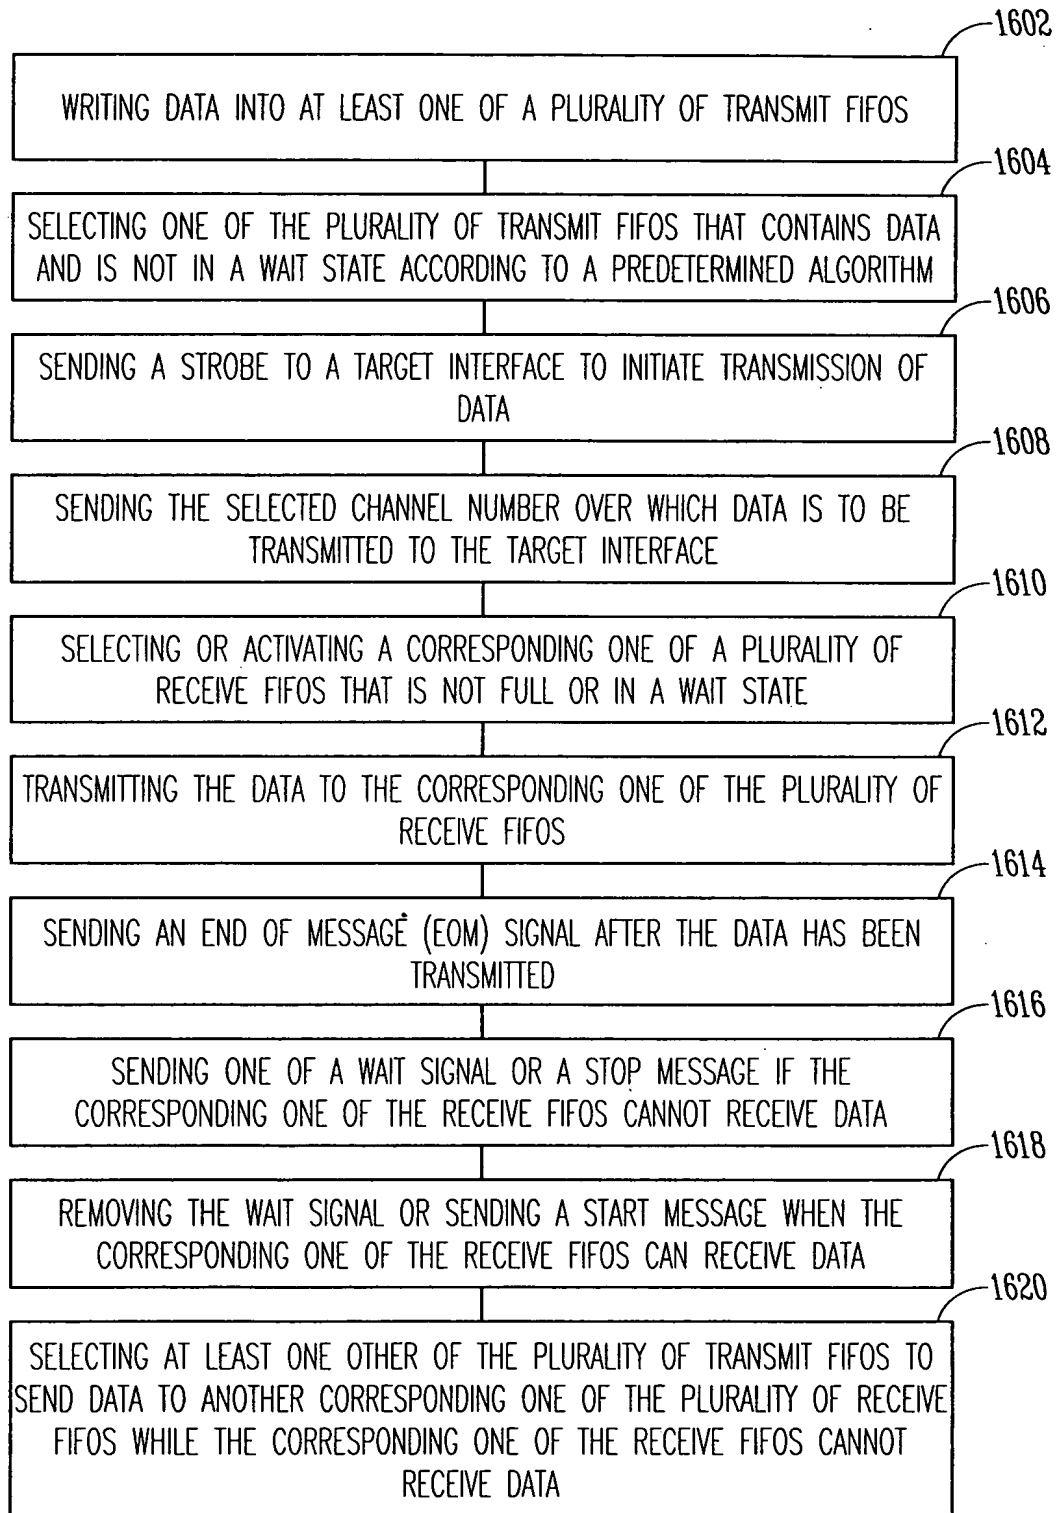 1602
WRITING DATA INTO AT LEAST ONE OF A PLURALITY OF TRANSMIT FIFOS
1604
SELECTING ONE OF THE PLURALITY OF TRANSMIT FIFOS THAT CONTAINS DATA
AND IS NOT IN A WAIT STATE ACCORDING TO A PREDETERMINED ALGORITHM
1606
SENDING A STROBE TO A TARGET INTERFACE TO INITIATE TRANSMISSION OF
DATA
1608
SENDING THE SELECTED CHANNEL NUMBER OVER WHICH DATA IS TO BE
TRANSMITTED TO THE TARGET INTERFACE
1610
SELECTING OR ACTIVATING A CORRESPONDING ONE OF A PLURALITY OF
RECEIVE FIFOS THAT IS NOT FULL OR IN A WAIT STATE
1612
TRANSMITTING THE DATA TO THE CORRESPONDING ONE OF THE PLURALITY OF
RECEIVE FIFOS
1614
SENDING AN END OF MESSAGE (EOM) SIGNAL AFTER THE DATA HAS BEEN
TRANSMITTED
1616
SENDING ONE OF A WAIT SIGNAL OR A STOP MESSAGE IF THE
CORRESPONDING ONE OF THE RECEIVE FIFOS CANNOT RECEIVE DATA
1618
REMOVING THE WAIT SIGNAL OR SENDING A START MESSAGE WHEN THE
CORRESPONDING ONE OF THE RECEIVE FIFOS CAN RECEIVE DATA
1620
SELECTING AT LEAST ONE OTHER OF THE PLURALITY OF TRANSMIT FIFOS TO
SEND DATA TO ANOTHER CORRESPONDING ONE OF THE PLURALITY OF RECEIVE
FIFOS WHILE THE CORRESPONDING ONE OF THE RECEIVE FIFOS CANNOT
RECEIVE DATA